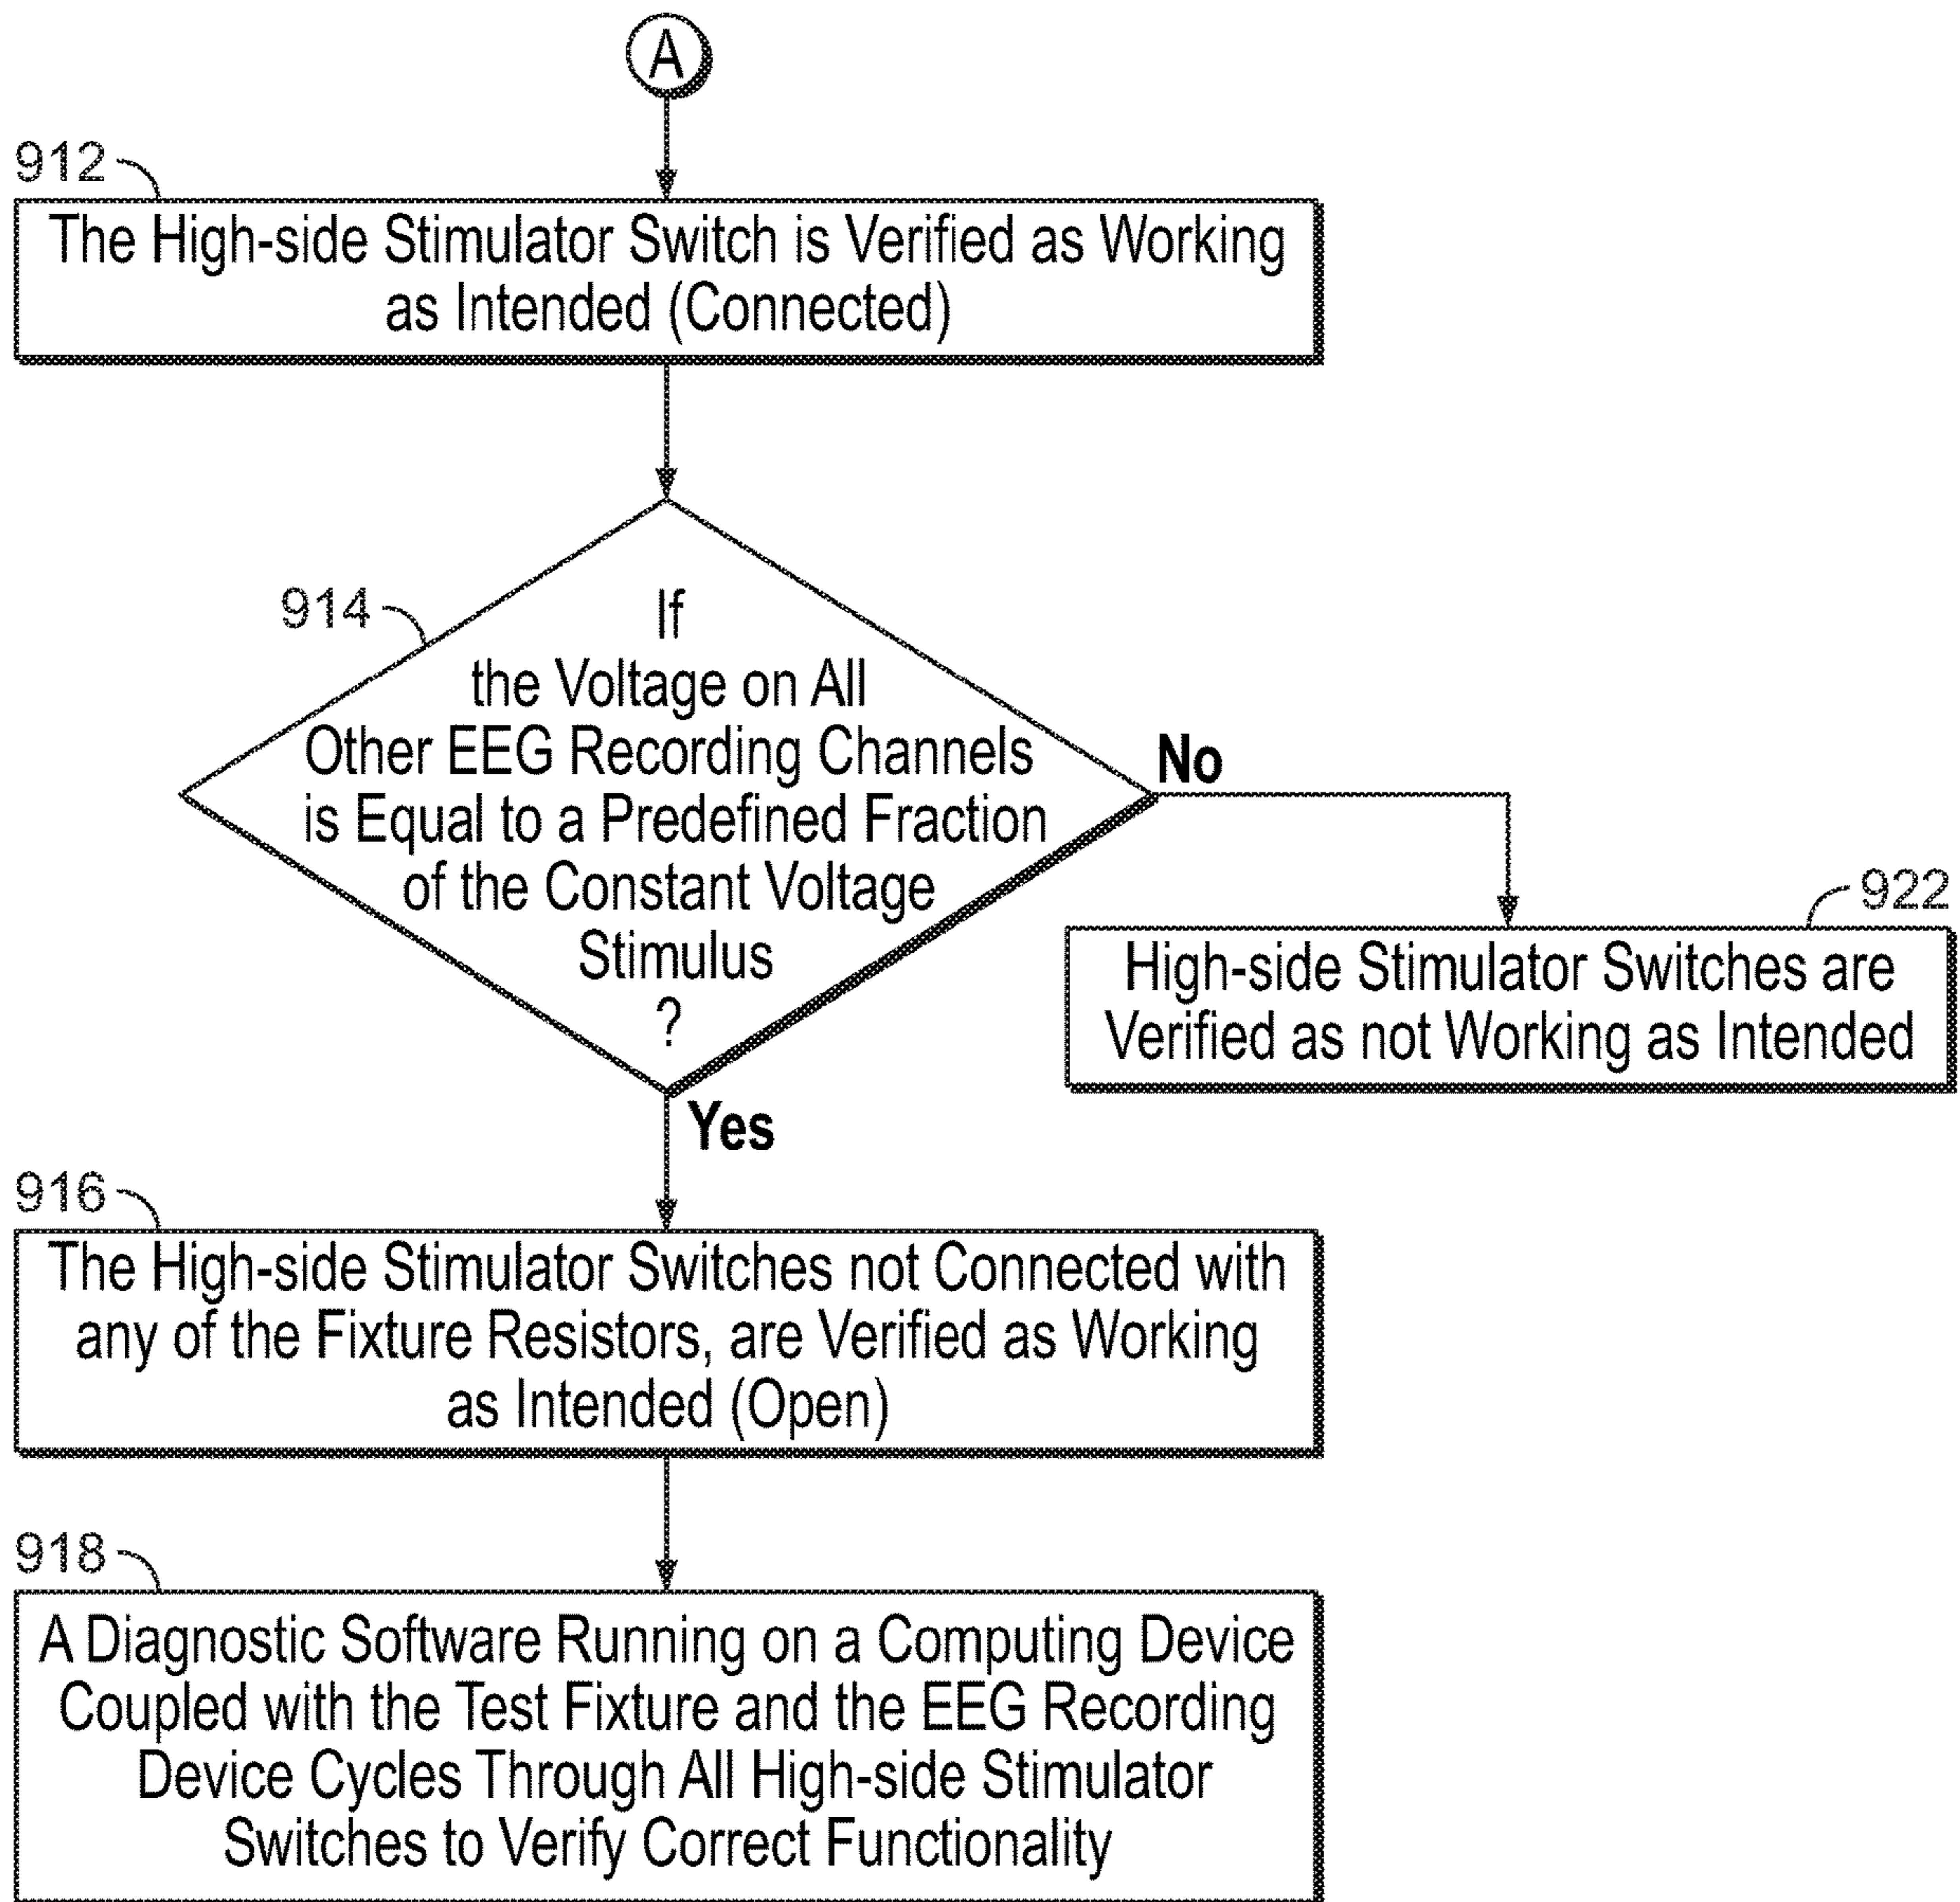 A
912
The High-side Stimulator Switch is Verified as Working
as Intended (Connected)
914
If
the Voltage on All
Other EEG Recording Channels
is Equal to a Predefined Fraction
of the Constant Voltage
Stimulus
?
No
922
High-side Stimulator Switches are
Verified as not Working as Intended
Yes
916
The High-side Stimulator Switches not Connected with
any of the Fixture Resistors, are Verified as Working
as Intended (Open)
918
A Diagnostic Software Running on a Computing Device
Coupled with the Test Fixture and the EEG Recording
Device Cycles Through All High-side Stimulator
Switches to Verify Correct Functionality